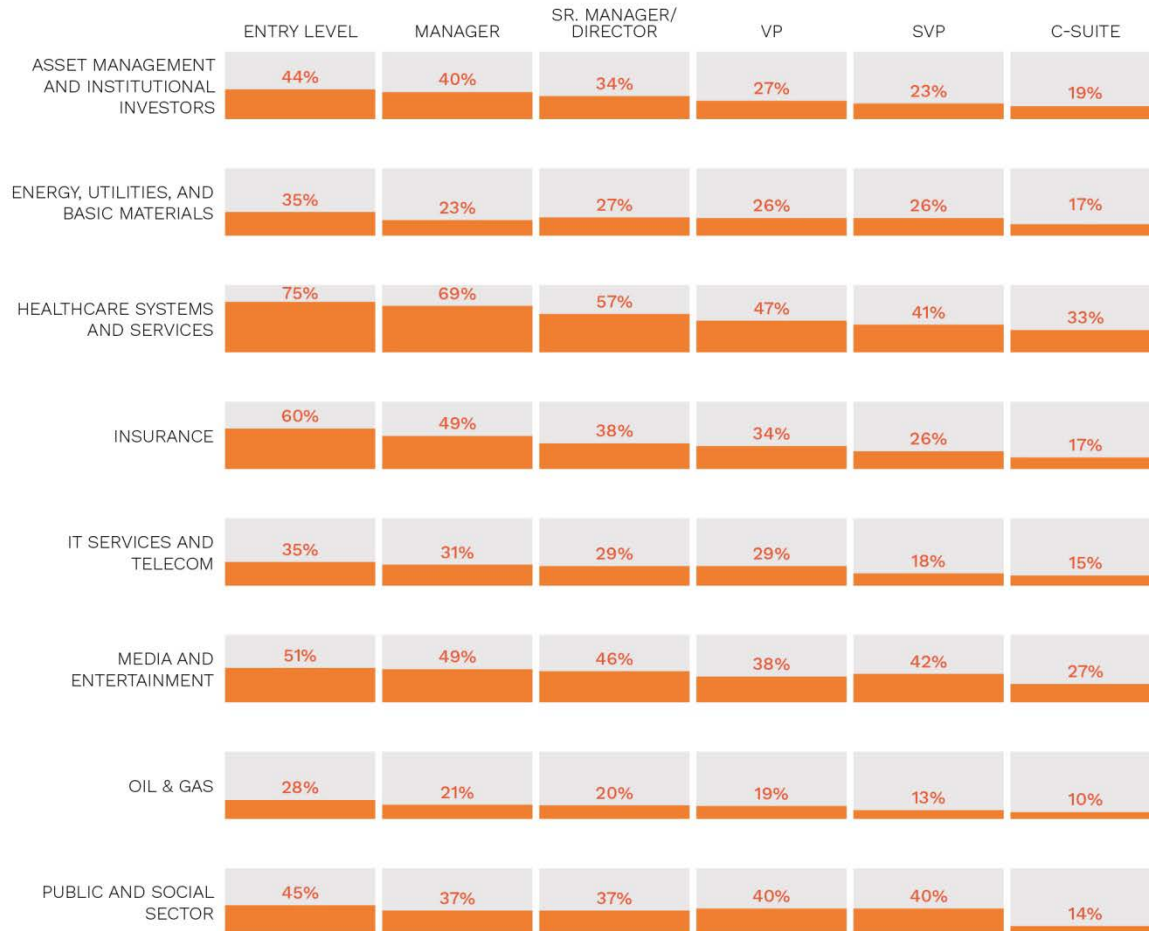 ENTRY LEVEL MANAGER SR. MANAGER/ DIRECTOR VP SVP C-SUITE
ASSET MANAGEMENT
AND INSTITUTIONAL
INVESTORS
44% 40% 34% 27% 23% 19%
ENERGY, UTILITIES, AND
BASIC MATERIALS
35% 23% 27% 26% 26% 17%
HEALTHCARE SYSTEMS
AND SERVICES
75% 69% 57% 47% 41% 33%
INSURANCE
60% 49% 38% 34% 26% 17%
IT SERVICES AND
TELECOM
35% 31% 29% 29% 18% 15%
MEDIA AND
ENTERTAINMENT
51% 49% 46% 38% 42% 27%
OIL & GAS
28% 21% 20% 19% 13% 10%
PUBLIC AND SOCIAL
SECTOR
45% 37% 37% 40% 40% 14%